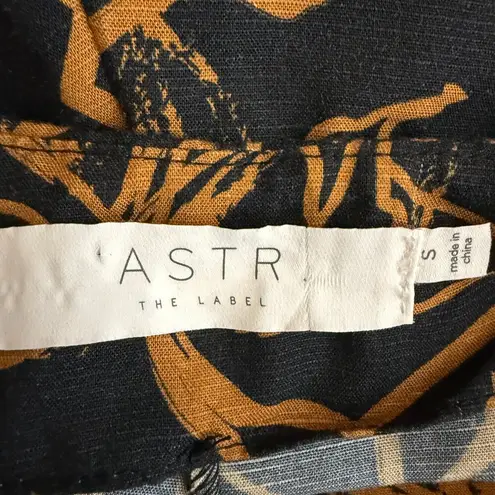 ASTR
THE LABEL
S
made in
china